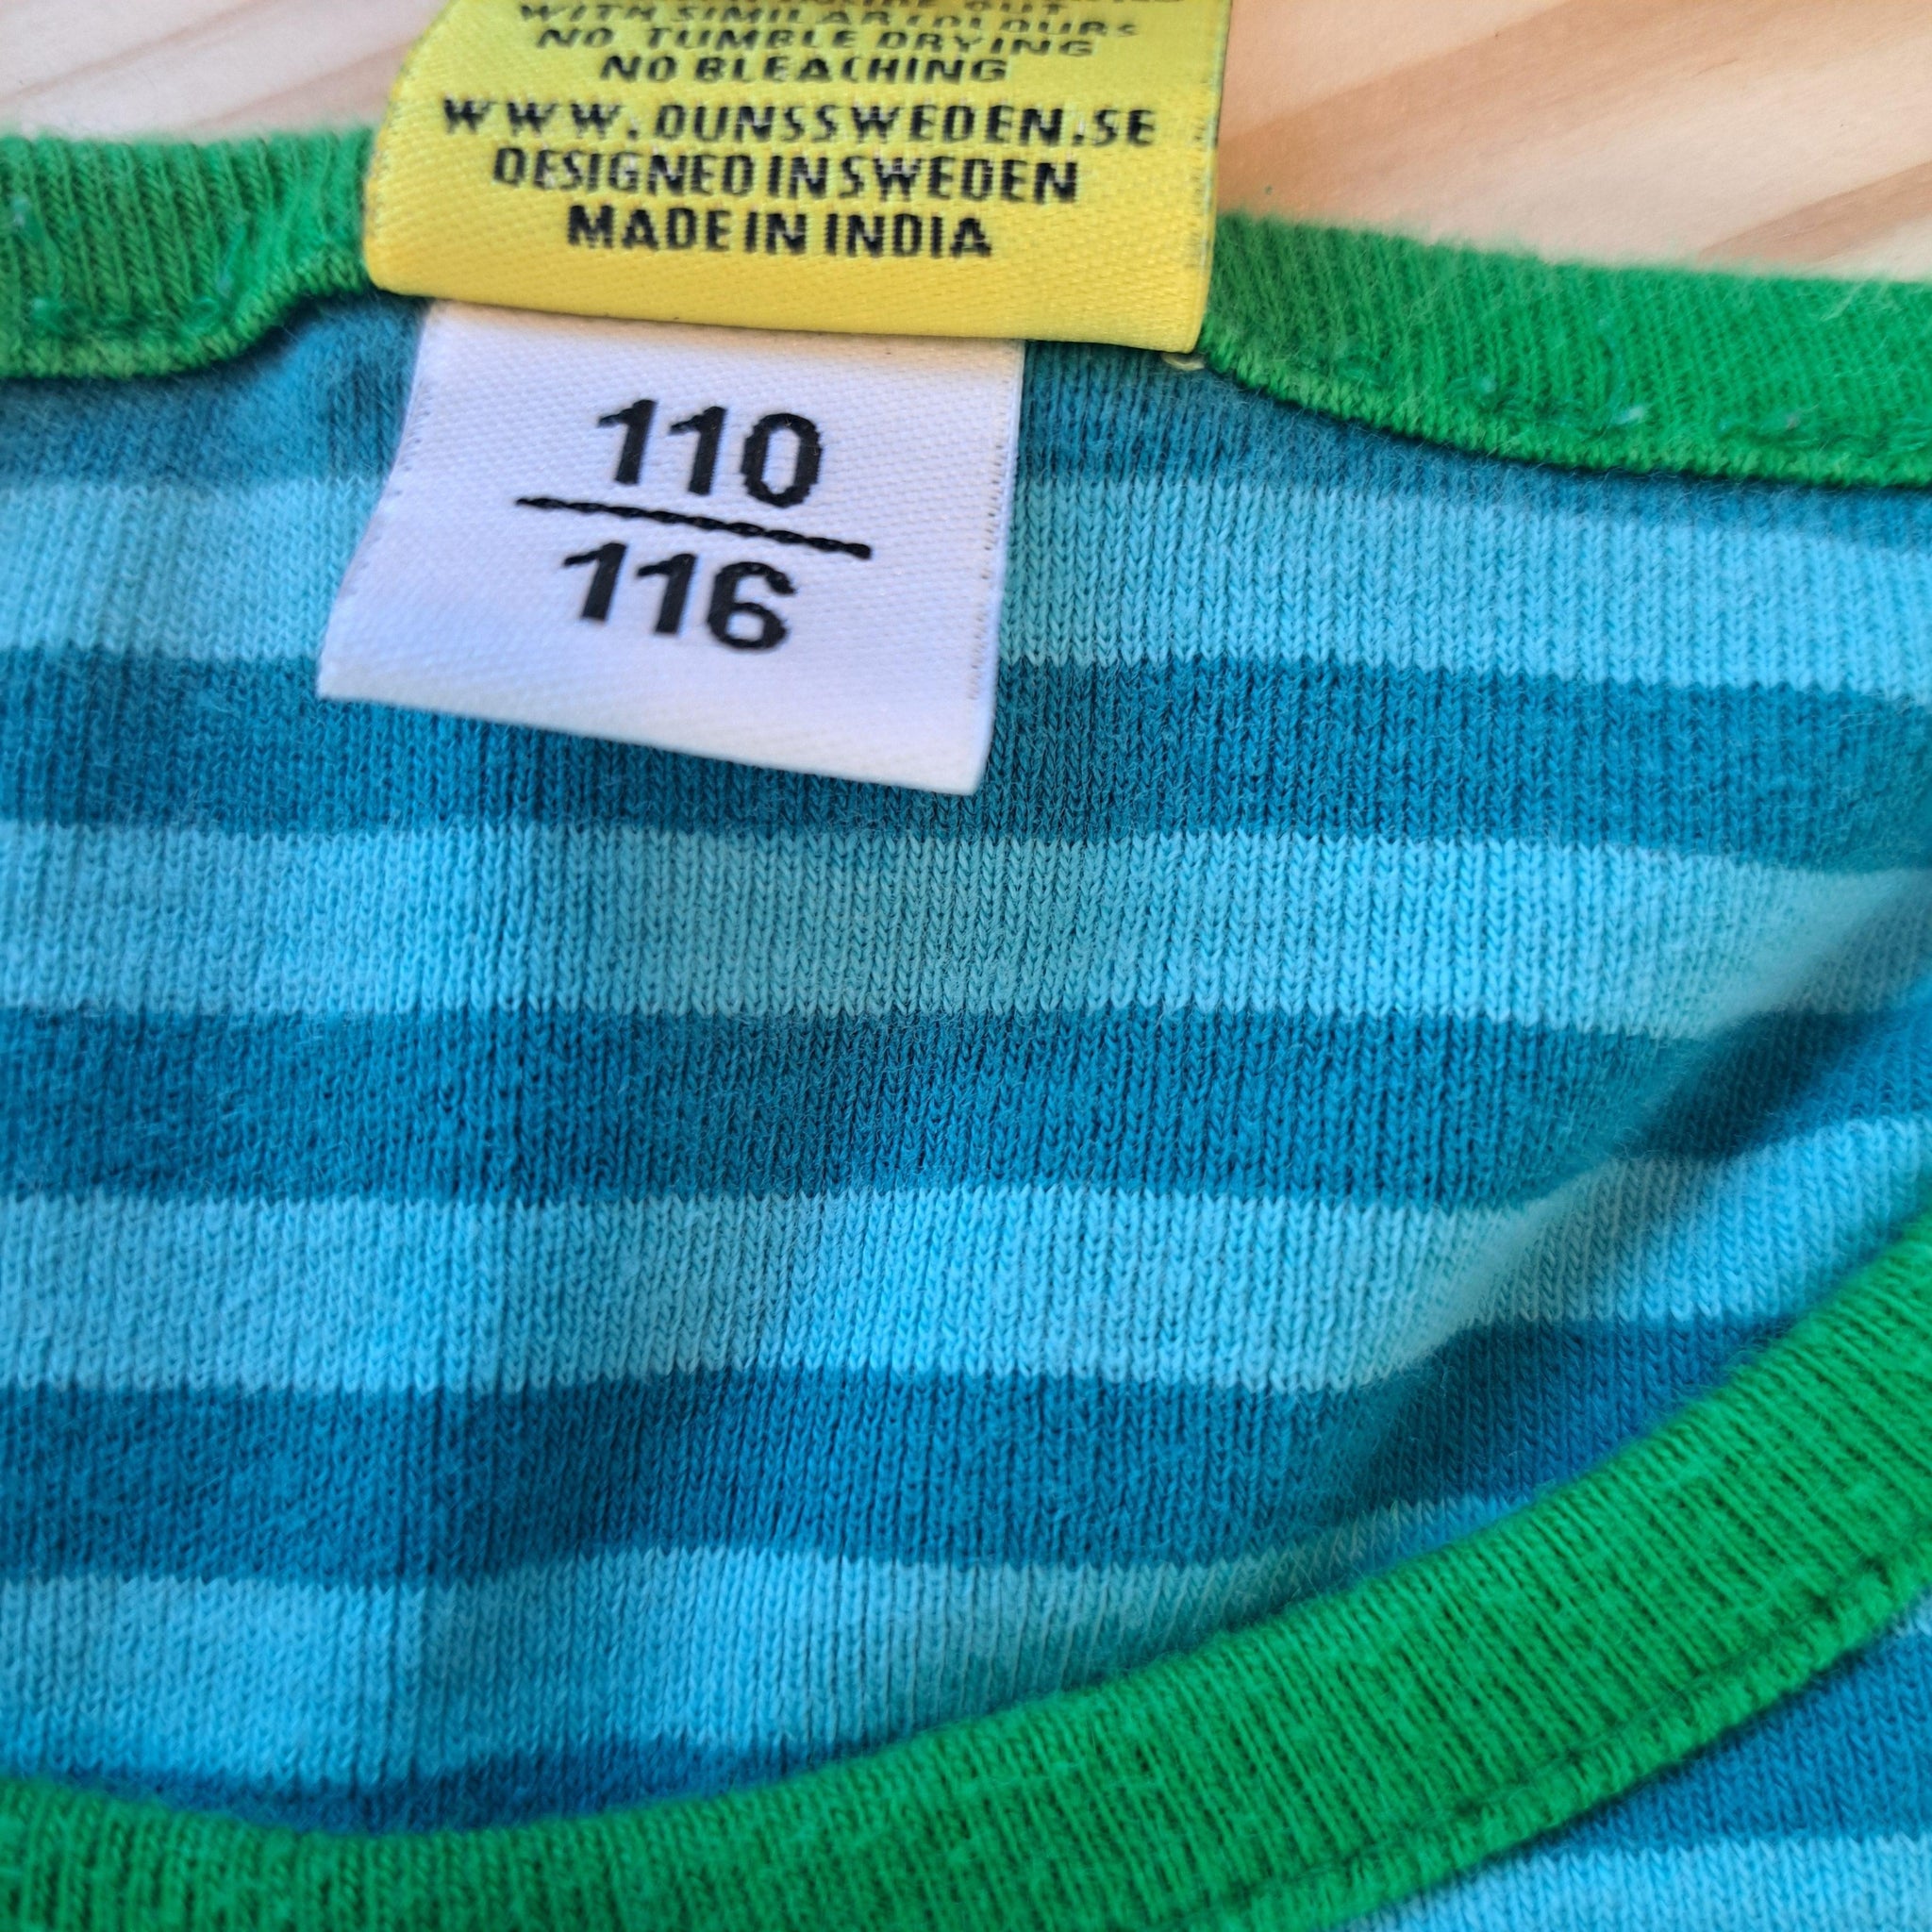 WITH SIMILAR COLOURS
NO TUMBLE DRYING
NO BLEACHING
WWW.DUNSSWEDEN.SE
DESIGNED IN SWEDEN
MADE IN INDIA
110
116